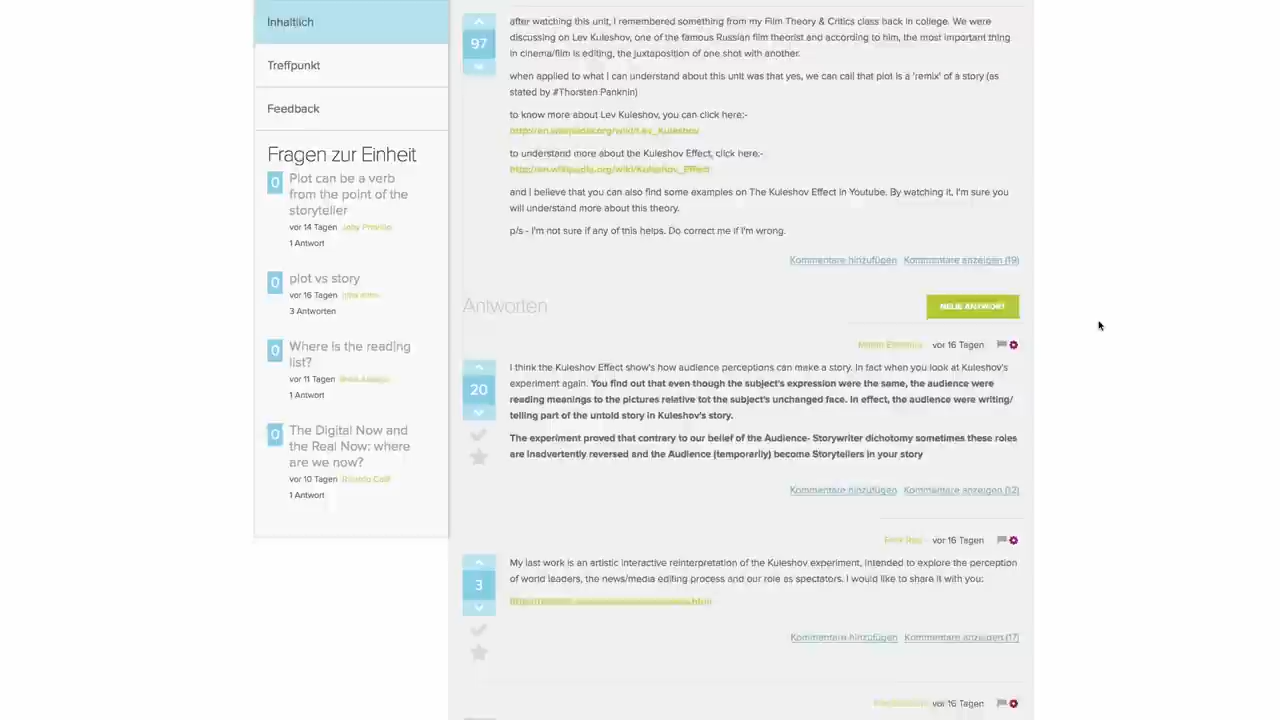 Inhaltlich
Treffpunkt
Feedback
Fragen zur Einheit
0
Plot can be a verb
from the point of the
storyteller
vor 14 Tagen
1 Antwort
0
plot vs story
vor 16 Tagen
3 Antworten
0
Where is the reading
list?
vor 11 Tagen
1 Antwort
0
The Digital Now and
the Real Now: where
are we now?
vor 10 Tagen
1 Antwort
97
after watching this unit, I remembered something from my Film Theory & Critics class back in college. We were
discussing on Lev Kuleshov, one of the famous Russian film theorist and according to him, the most important thing
in cinema/film is editing, the juxtaposition of one shot with another.
when applied to what I can understand about this unit was that yes, we can call that plot is a 'remix' of a story (as
stated by #Thorsten Panknin)
to know more about Lev Kuleshov, you can click here:-
http://en.wikipedia.org/wiki/Lev_Kuleshov
to understand more about the Kuleshov Effect, click here:-
http://en.wikipedia.org/wiki/Kuleshov_Effect
and I believe that you can also find some examples on The Kuleshov Effect in Youtube. By watching it, I'm sure you
will understand more about this theory.
p/s - I'm not sure if any of this helps. Do correct me if I'm wrong.
Kommentare hinzufügen Kommentare anzeigen (19)
Antworten
NEUE ANTWORT
vor 16 Tagen
20
I think the Kuleshov Effect show's how audience perceptions can make a story. In fact when you look at Kuleshov's
experiment again. You find out that even though the subject's expression were the same, the audience were
reading meanings to the pictures relative tot the subject's unchanged face. In effect, the audience were writing/
telling part of the untold story in Kuleshov's story.
The experiment proved that contrary to our belief of the Audience- Storywriter dichotomy sometimes these roles
are inadvertently reversed and the Audience (temporarily) become Storytellers in your story
Kommentare hinzufügen Kommentare anzeigen (12)
vor 16 Tagen
3
My last work is an artistic interactive reinterpretation of the Kuleshov experiment, intended to explore the perception
of world leaders, the news/media editing process and our role as spectators. I would like to share it with you:
Kommentare hinzufügen Kommentare anzeigen (17)
vor 16 Tagen